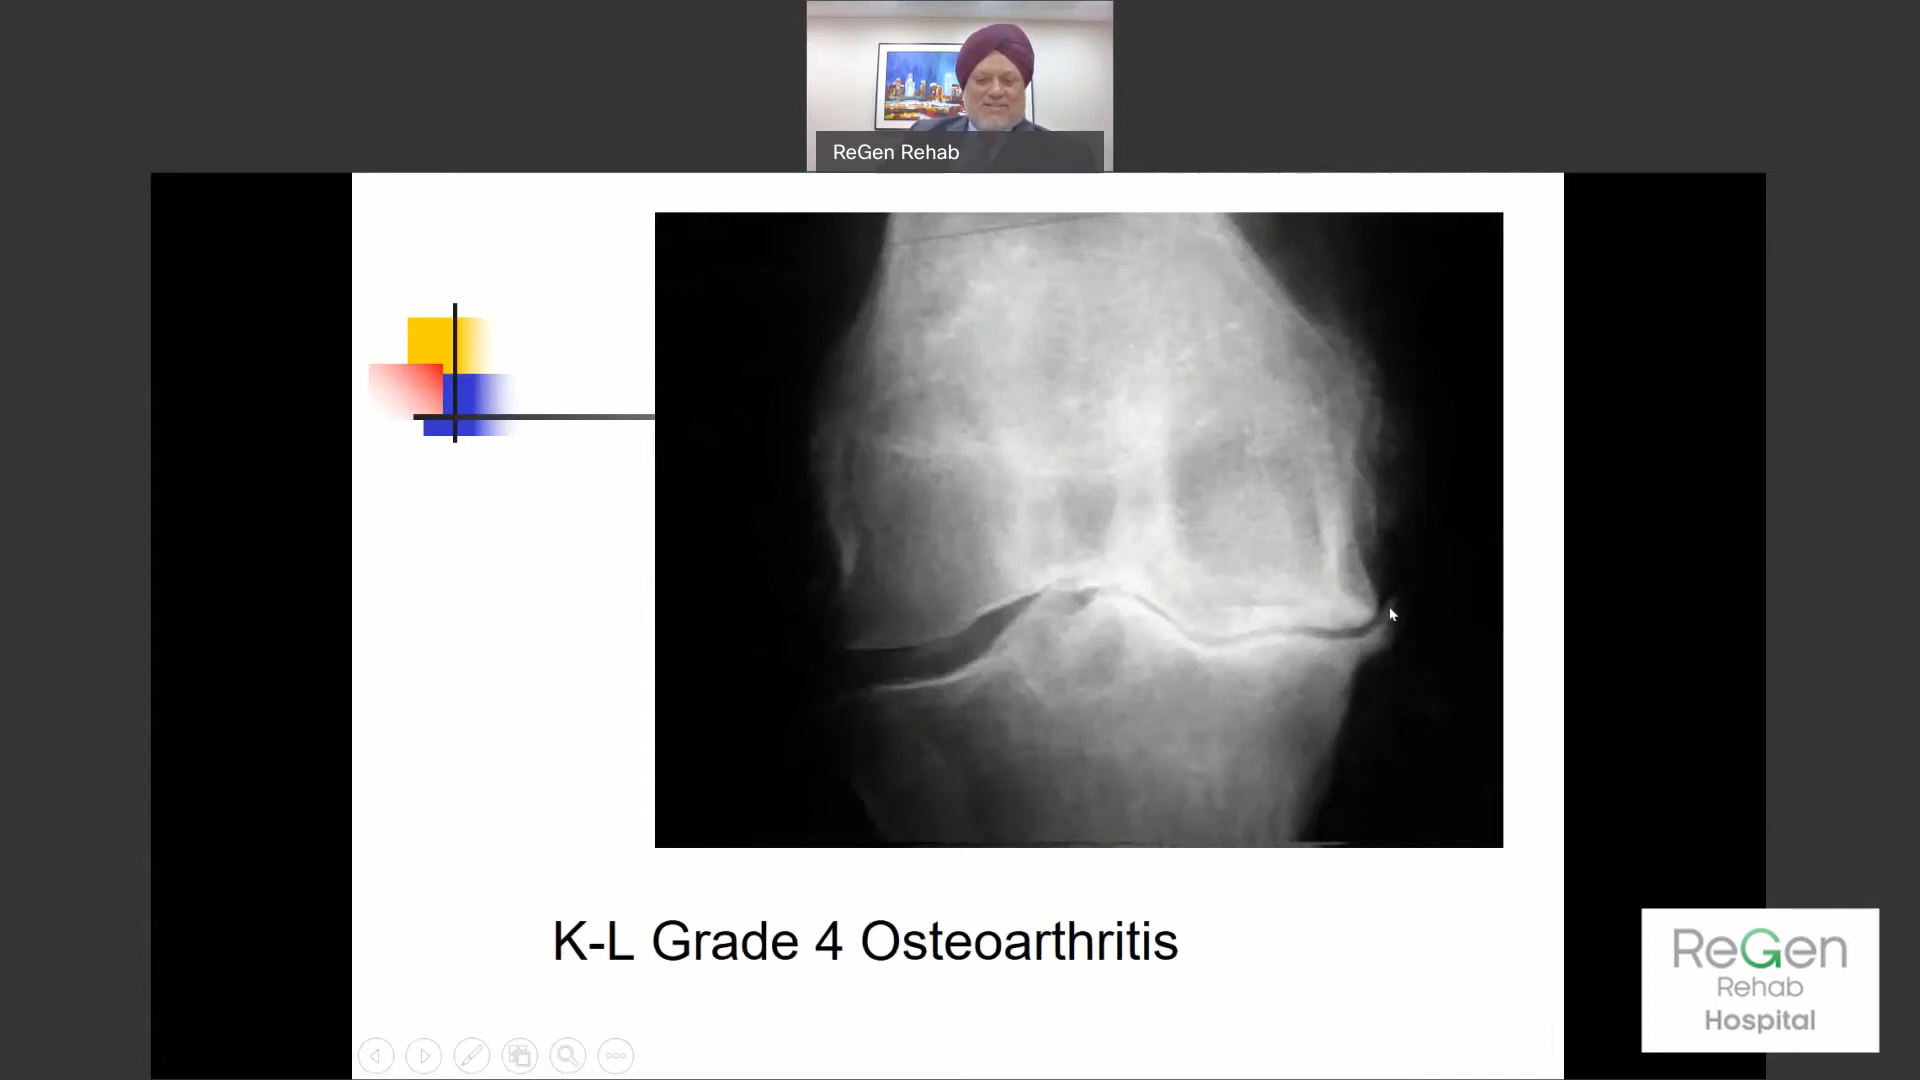 ReGen Rehab
K-L Grade 4 Osteoarthritis
ReGen
Rehab
Hospital